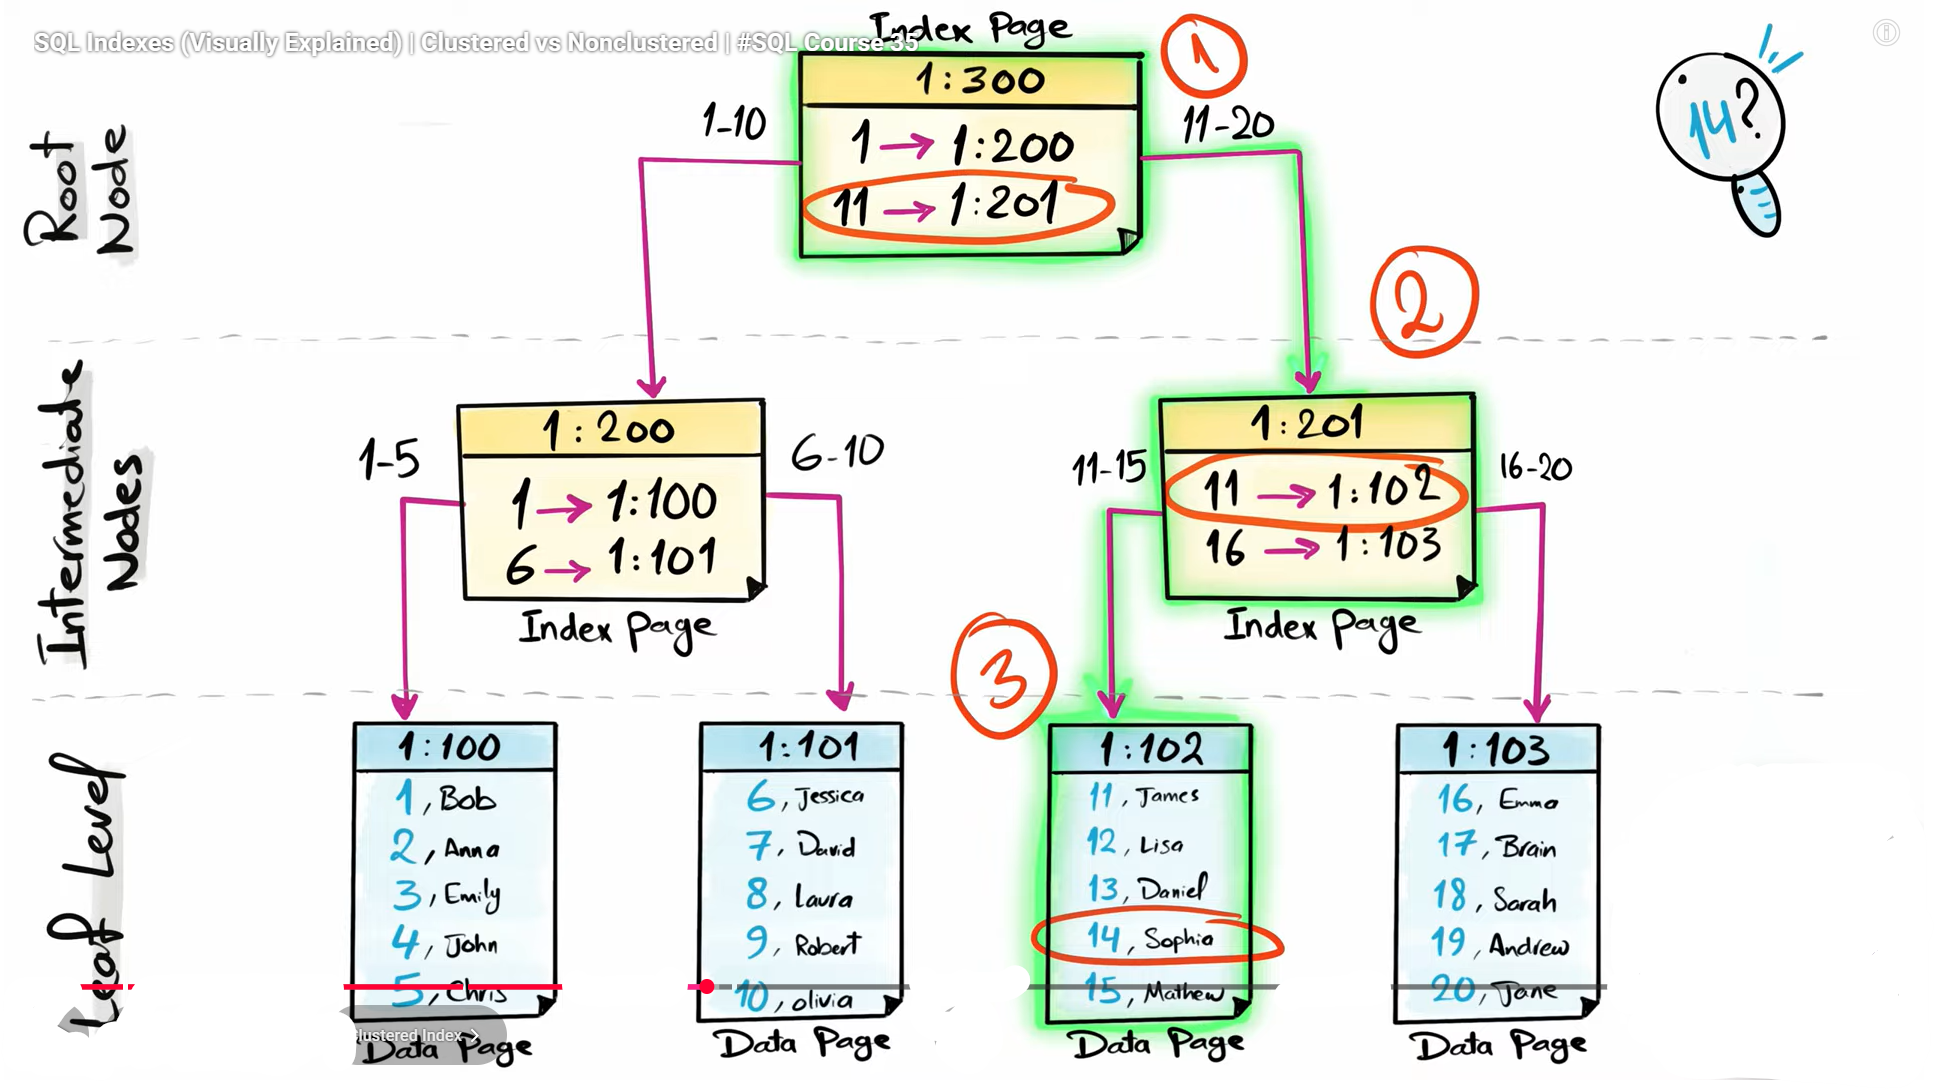 SQL Indexes (Visually Explained) | Clustered vs Nonclustered | #SQL Course 35
Index Page
1
14?
Root
Node
1:300
1 → 1:200
11 → 1:201
1-10
11-20
2
Intermediate
Nodes
1:200
1 → 1:100
6 → 1:101
1-5
6-10
Index Page
1:201
11 → 1:102
16 → 1:103
11-15
16-20
Index Page
3
Leaf Level
1:100
1, Bob
2, Anna
3, Emily
4, John
5, Chris
Data Page
1:101
6, Jessica
7, David
8, Laura
9, Robert
10, olivia
Data Page
1:102
11, James
12, Lisa
13, Daniel
14, Sophia
15, Mathew
Data Page
1:103
16, Emma
17, Brain
18, Sarah
19, Andrew
20, Jane
Data Page
Index →